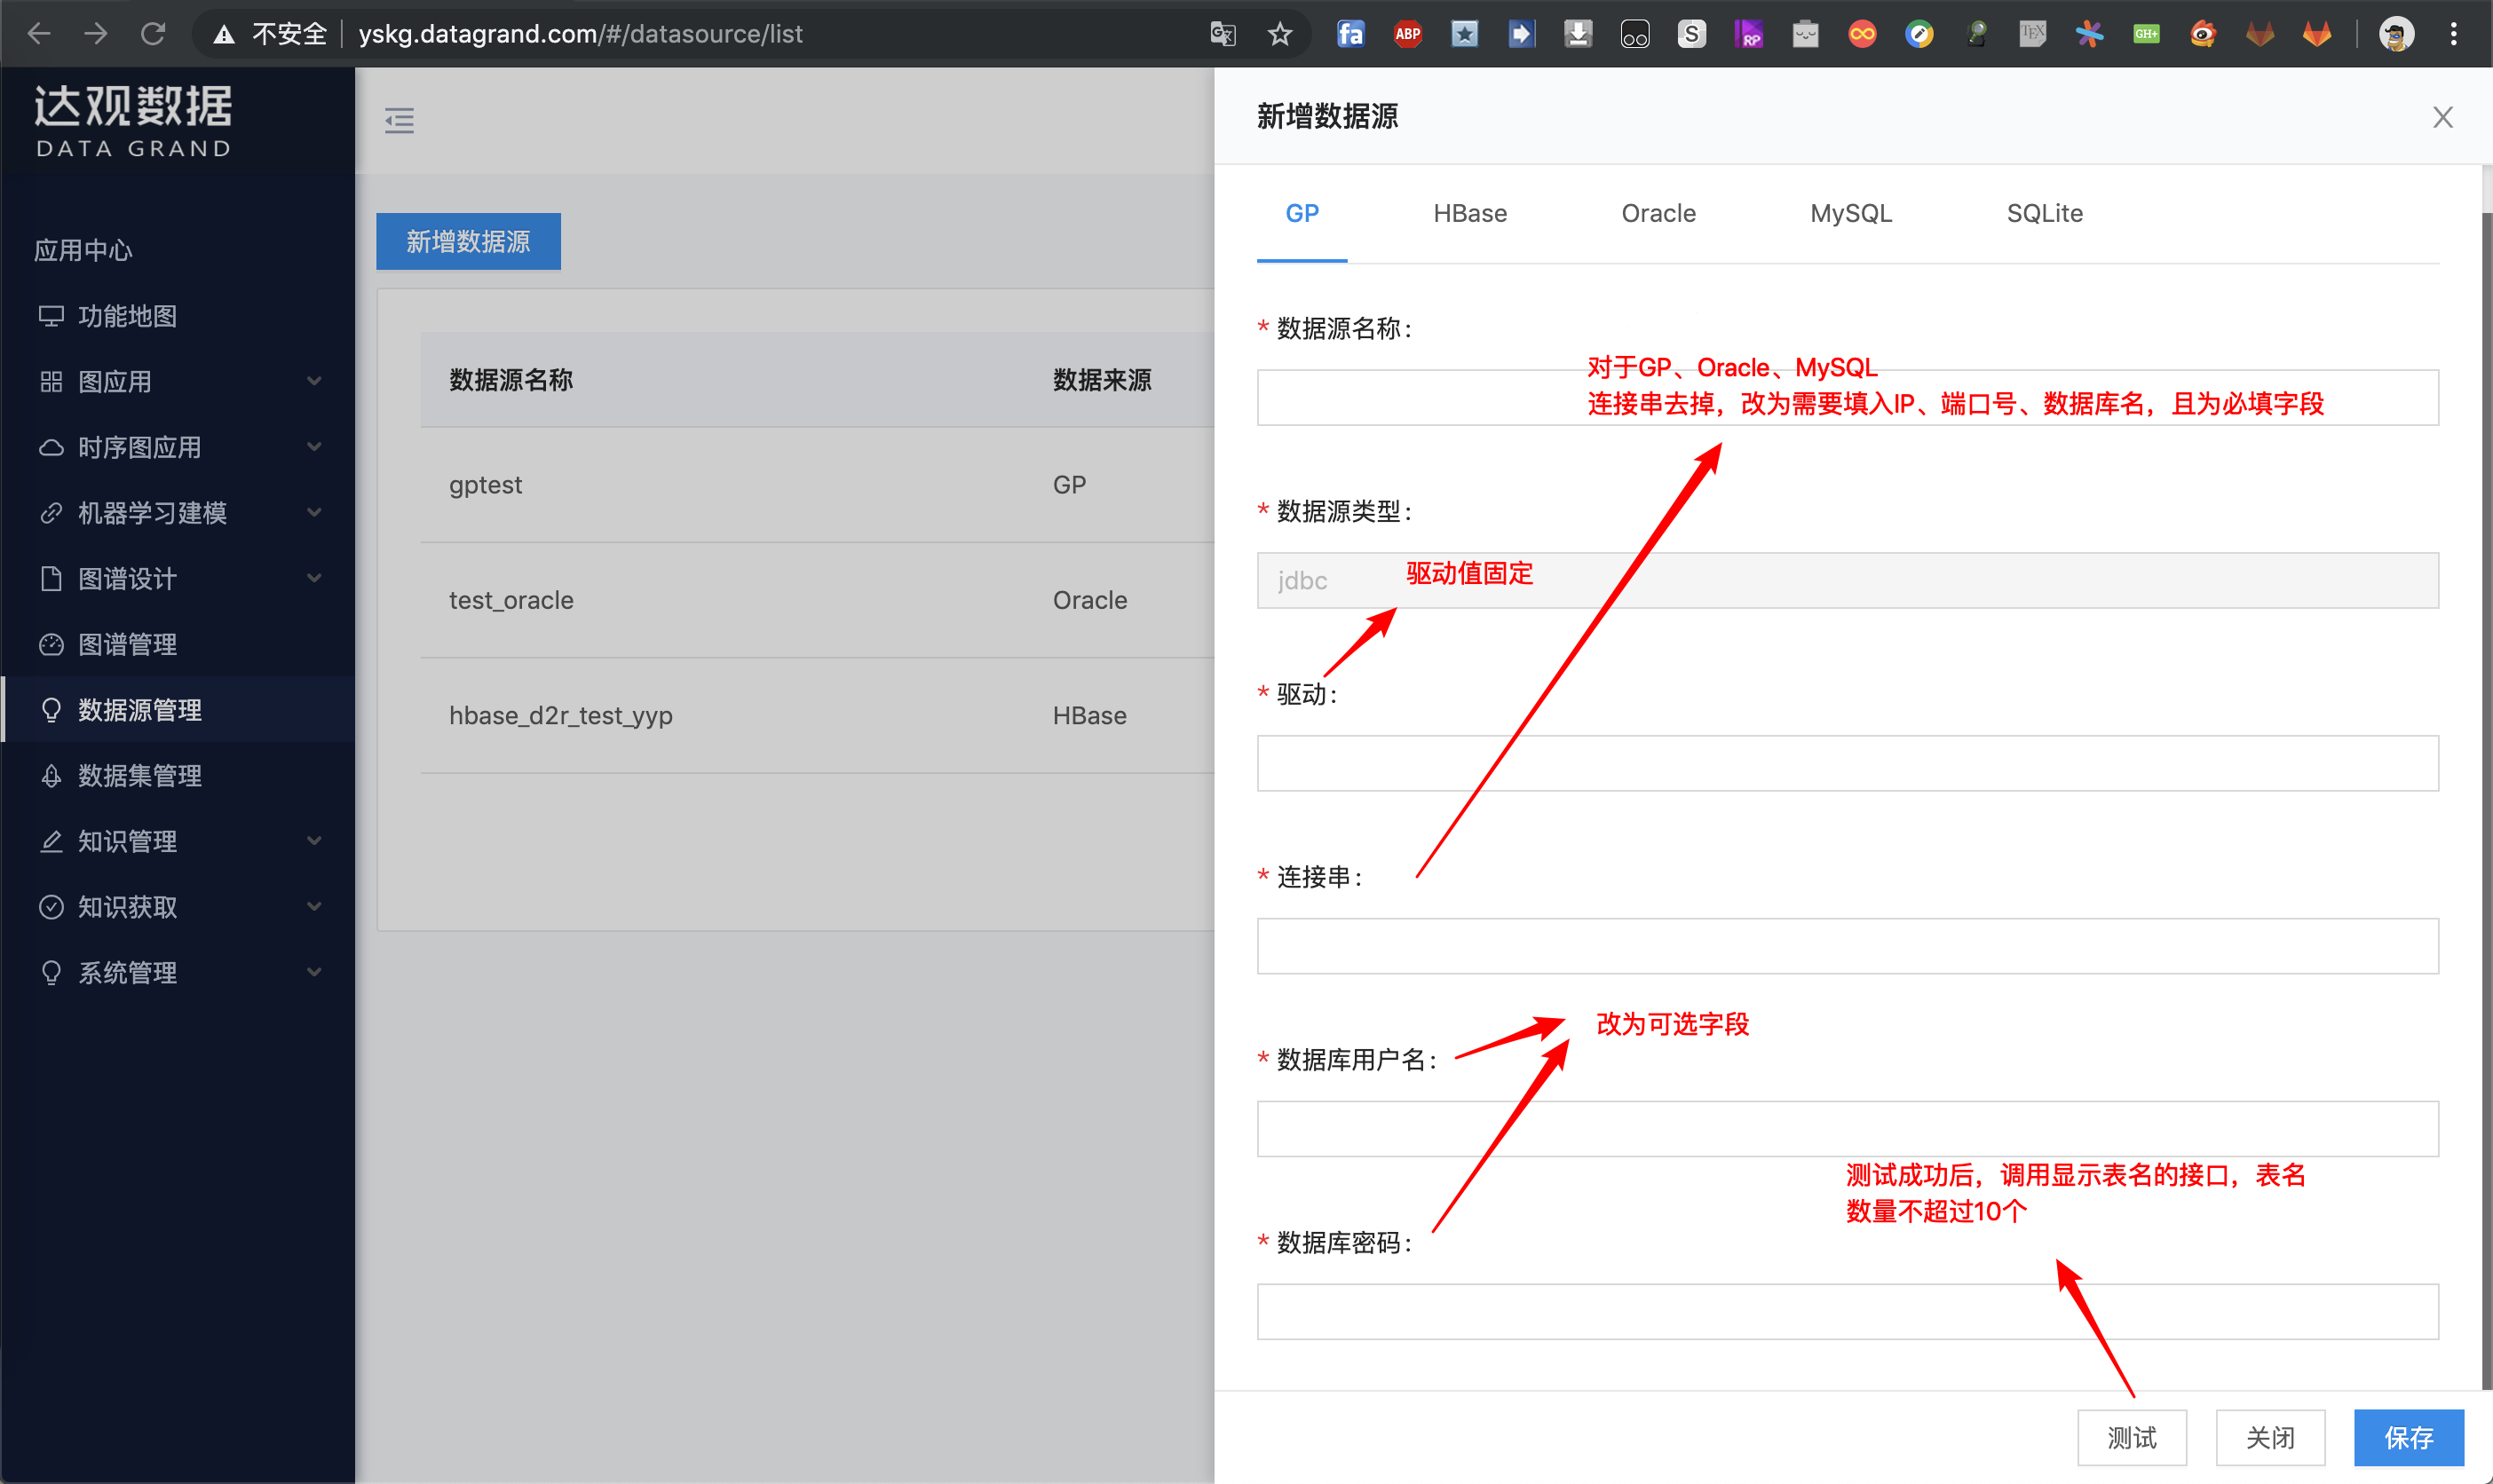 不安全
yskg.datagrand.com/#/datasource/list
fa
ABP
S
RP
TEX
GH+
达观数据
DATA GRAND
应用中心
功能地图
图应用
时序图应用
机器学习建模
图谱设计
图谱管理
数据源管理
数据集管理
知识管理
知识获取
系统管理
新增数据源
数据源名称 数据来源
gptest GP
test_oracle Oracle
hbase_d2r_test_yyp HBase
新增数据源
GP HBase Oracle MySQL SQLite
* 数据源名称：
对于GP、Oracle、MySQL
连接串去掉，改为需要填入IP、端口号、数据库名，且为必填字段
* 数据源类型：
jdbc
驱动值固定
* 驱动：
* 连接串：
改为可选字段
* 数据库用户名：
测试成功后，调用显示表名的接口，表名
数量不超过10个
* 数据库密码：
测试 关闭 保存